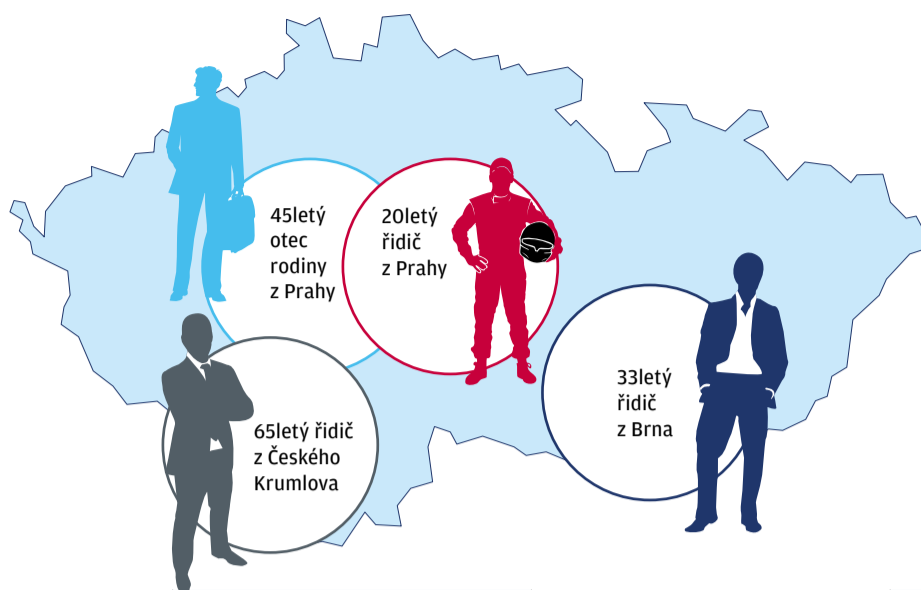 45letý
otec
rodiny
z Prahy
20letý
řidič
z Prahy
33letý
řidič
z Brna
65letý řidič
z Českého
Krumlova